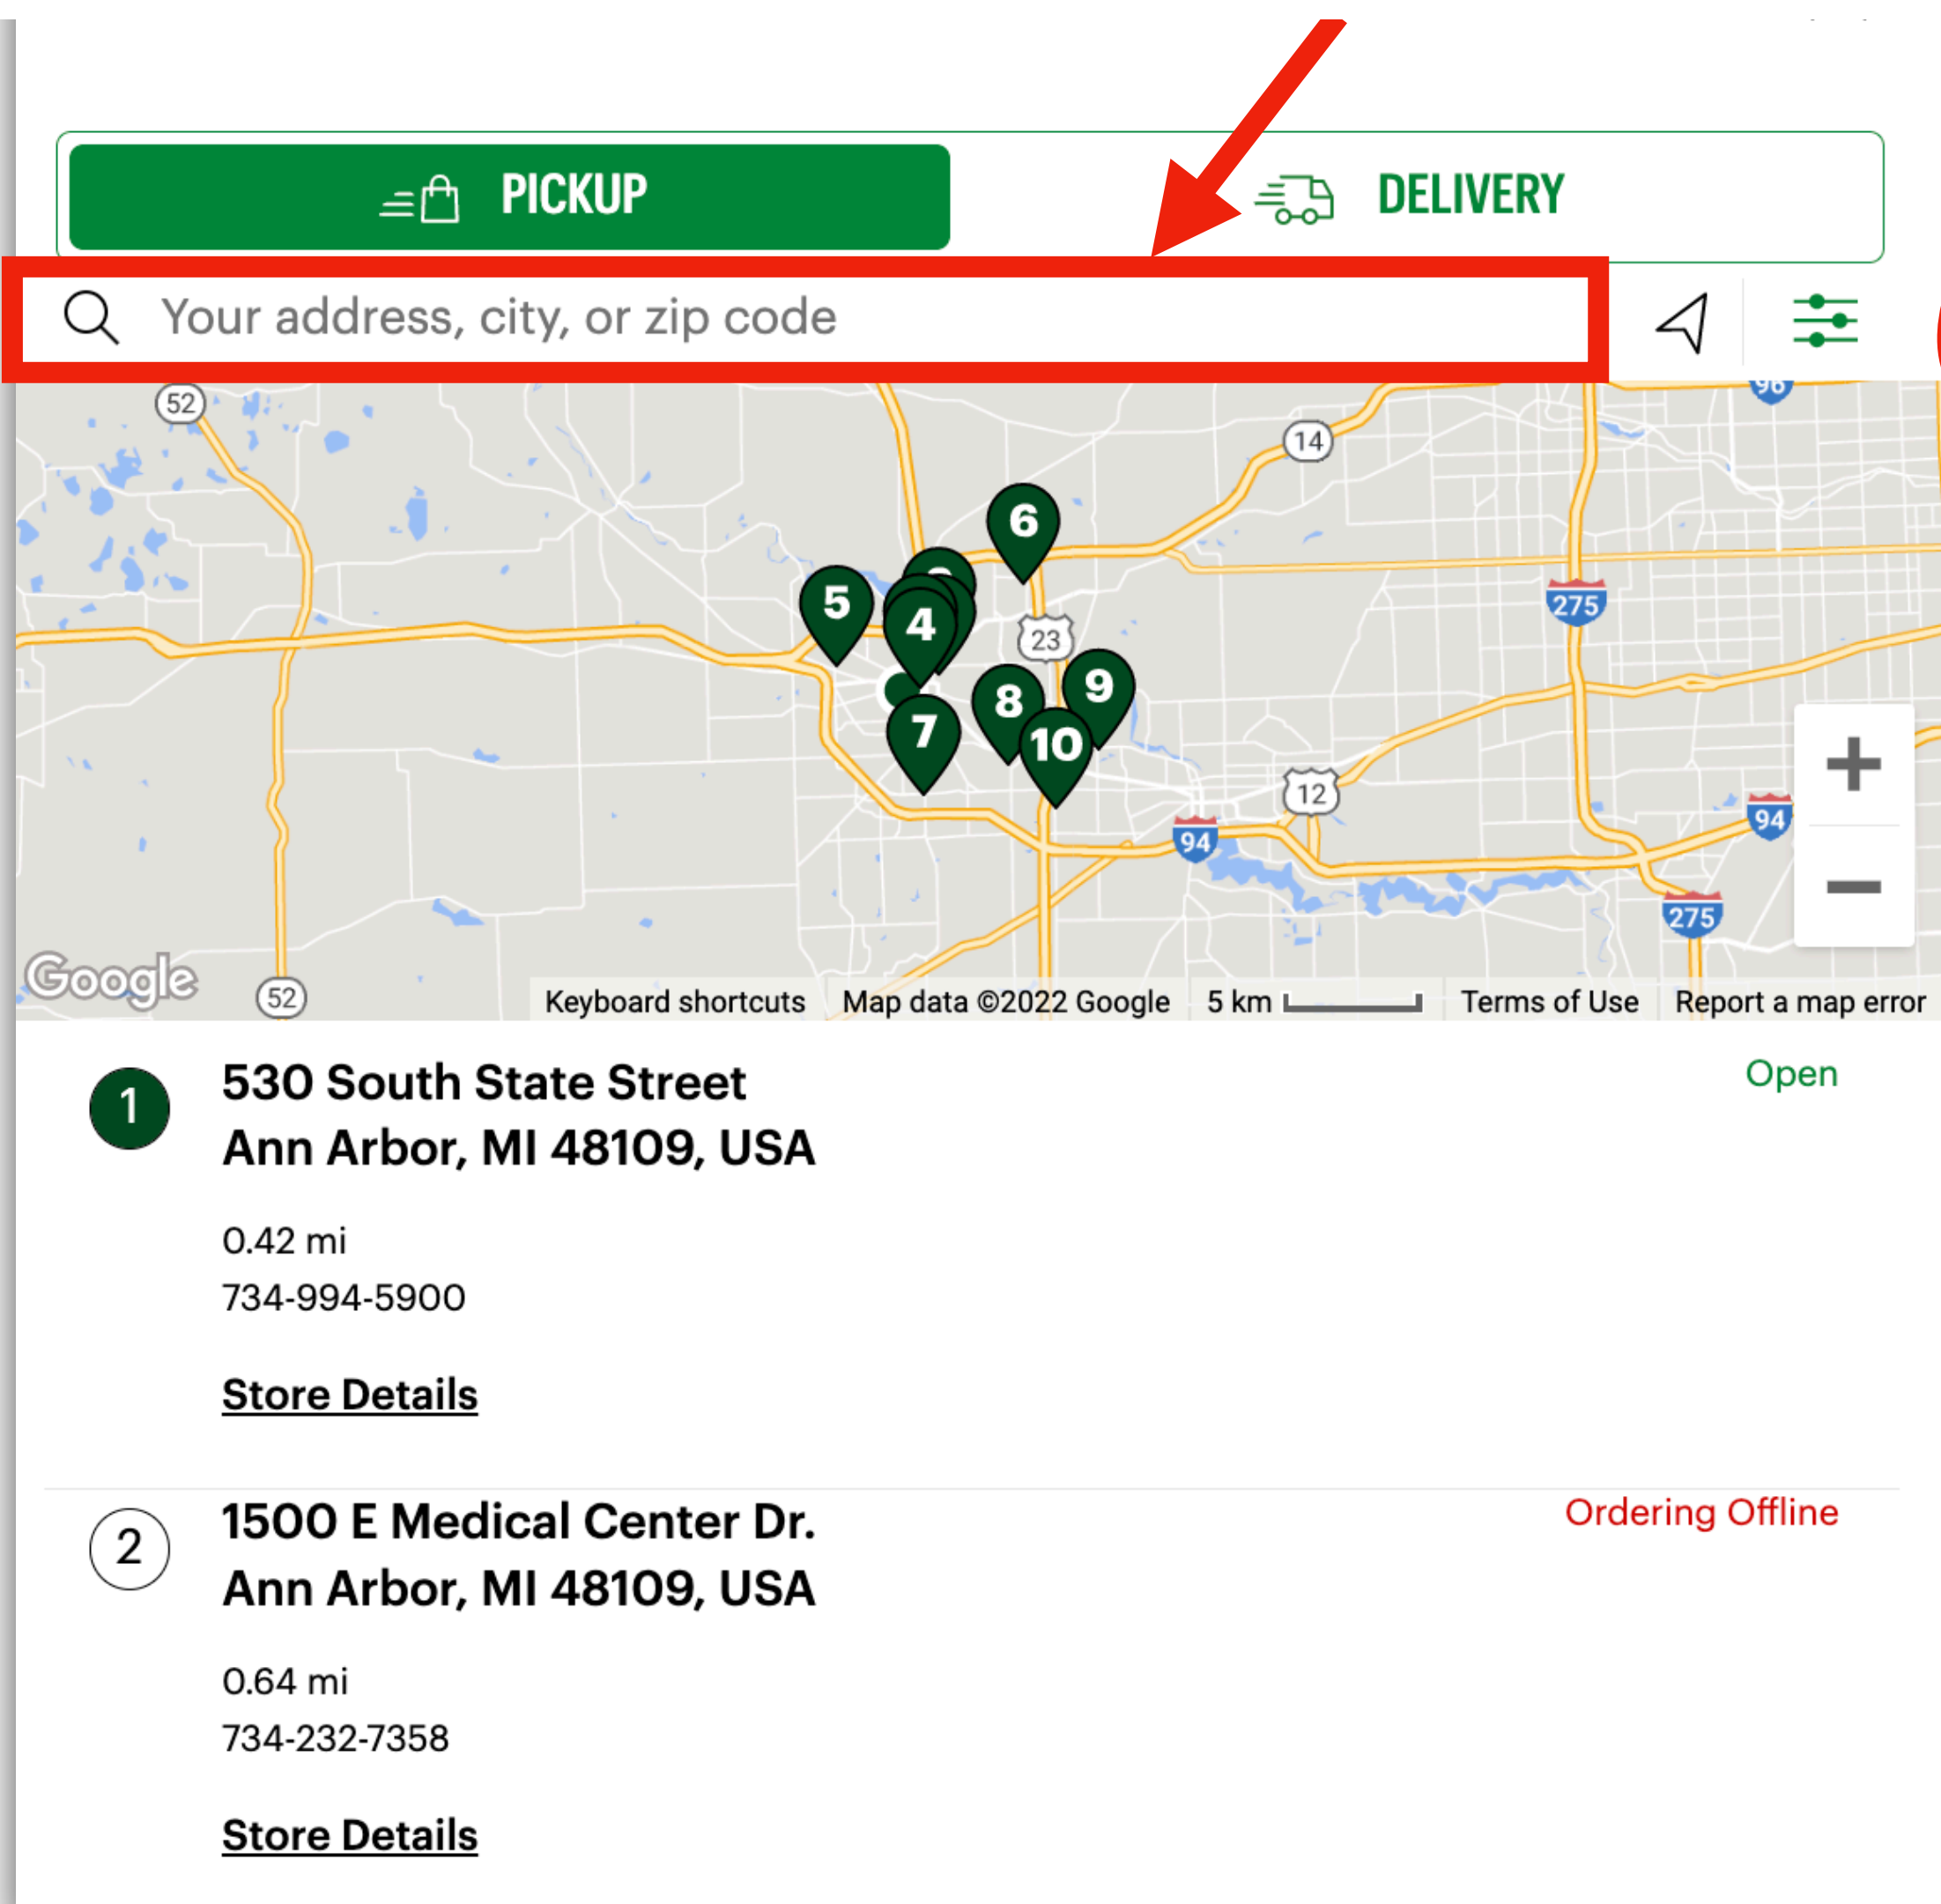 PICKUP
DELIVERY
Your address, city, or zip code
52
96
14
6
5
4
275
23
9
8
7
10
12
94
94
275
Google
52
Keyboard shortcuts
Map data ©2022 Google
5 km
Terms of Use
Report a map error
1
530 South State Street
Open
Ann Arbor, MI 48109, USA
0.42 mi
734-994-5900
Store Details
2
1500 E Medical Center Dr.
Ordering Offline
Ann Arbor, MI 48109, USA
0.64 mi
734-232-7358
Store Details